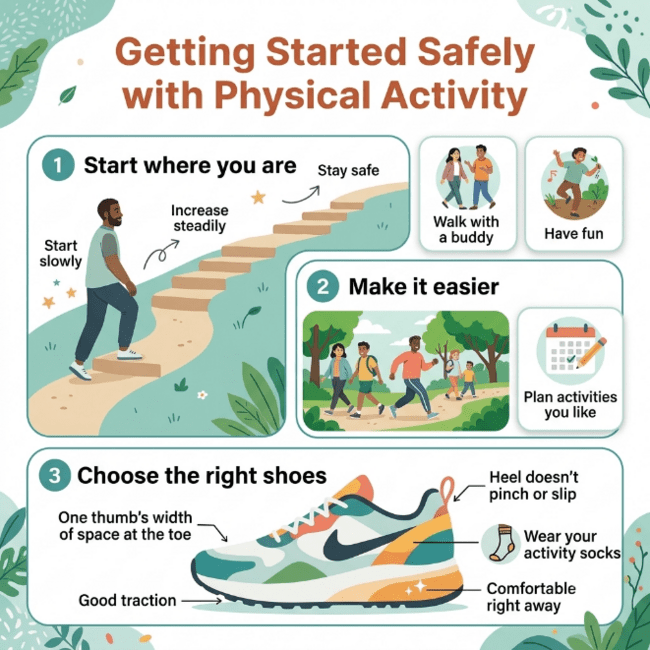 Getting Started Safely
with Physical Activity
1 Start where you are
Start
slowly
Increase
steadily
Stay safe
Walk with
a buddy
Have fun
2 Make it easier
Plan activities
you like
3 Choose the right shoes
One thumb's width
of space at the toe
Good traction
Heel doesn't
pinch or slip
Wear your
activity socks
Comfortable
right away